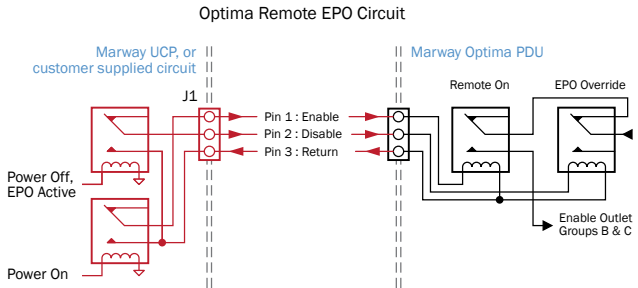 Optima Remote EPO Circuit
Marway UCP, or
customer supplied circuit
Marway Optima PDU
J1
Remote On
EPO Override
Pin 1 : Enable
Pin 2 : Disable
Pin 3 : Return
Power Off,
EPO Active
Power On
Enable Outlet
Groups B & C